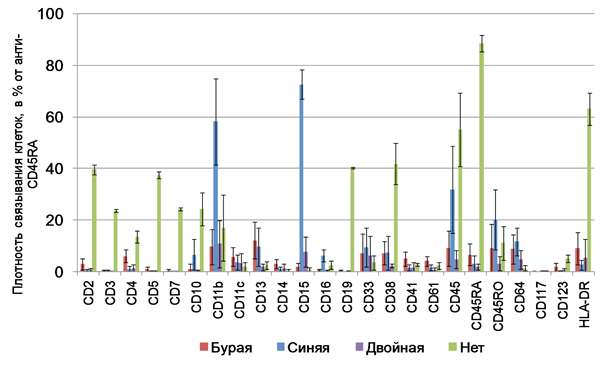 Плотность связывания клеток, в % от анти-
CD45RA
100
80
60
40
20
0
CD2
CD3
CD4
CD5
CD7
CD10
CD11b
CD11c
CD13
CD14
CD15
CD16
CD19
CD33
CD38
CD41
CD61
CD45
CD45RA
CD45RO
CD64
CD117
CD123
HLA-DR
Бурая
Синяя
Двойная
Нет